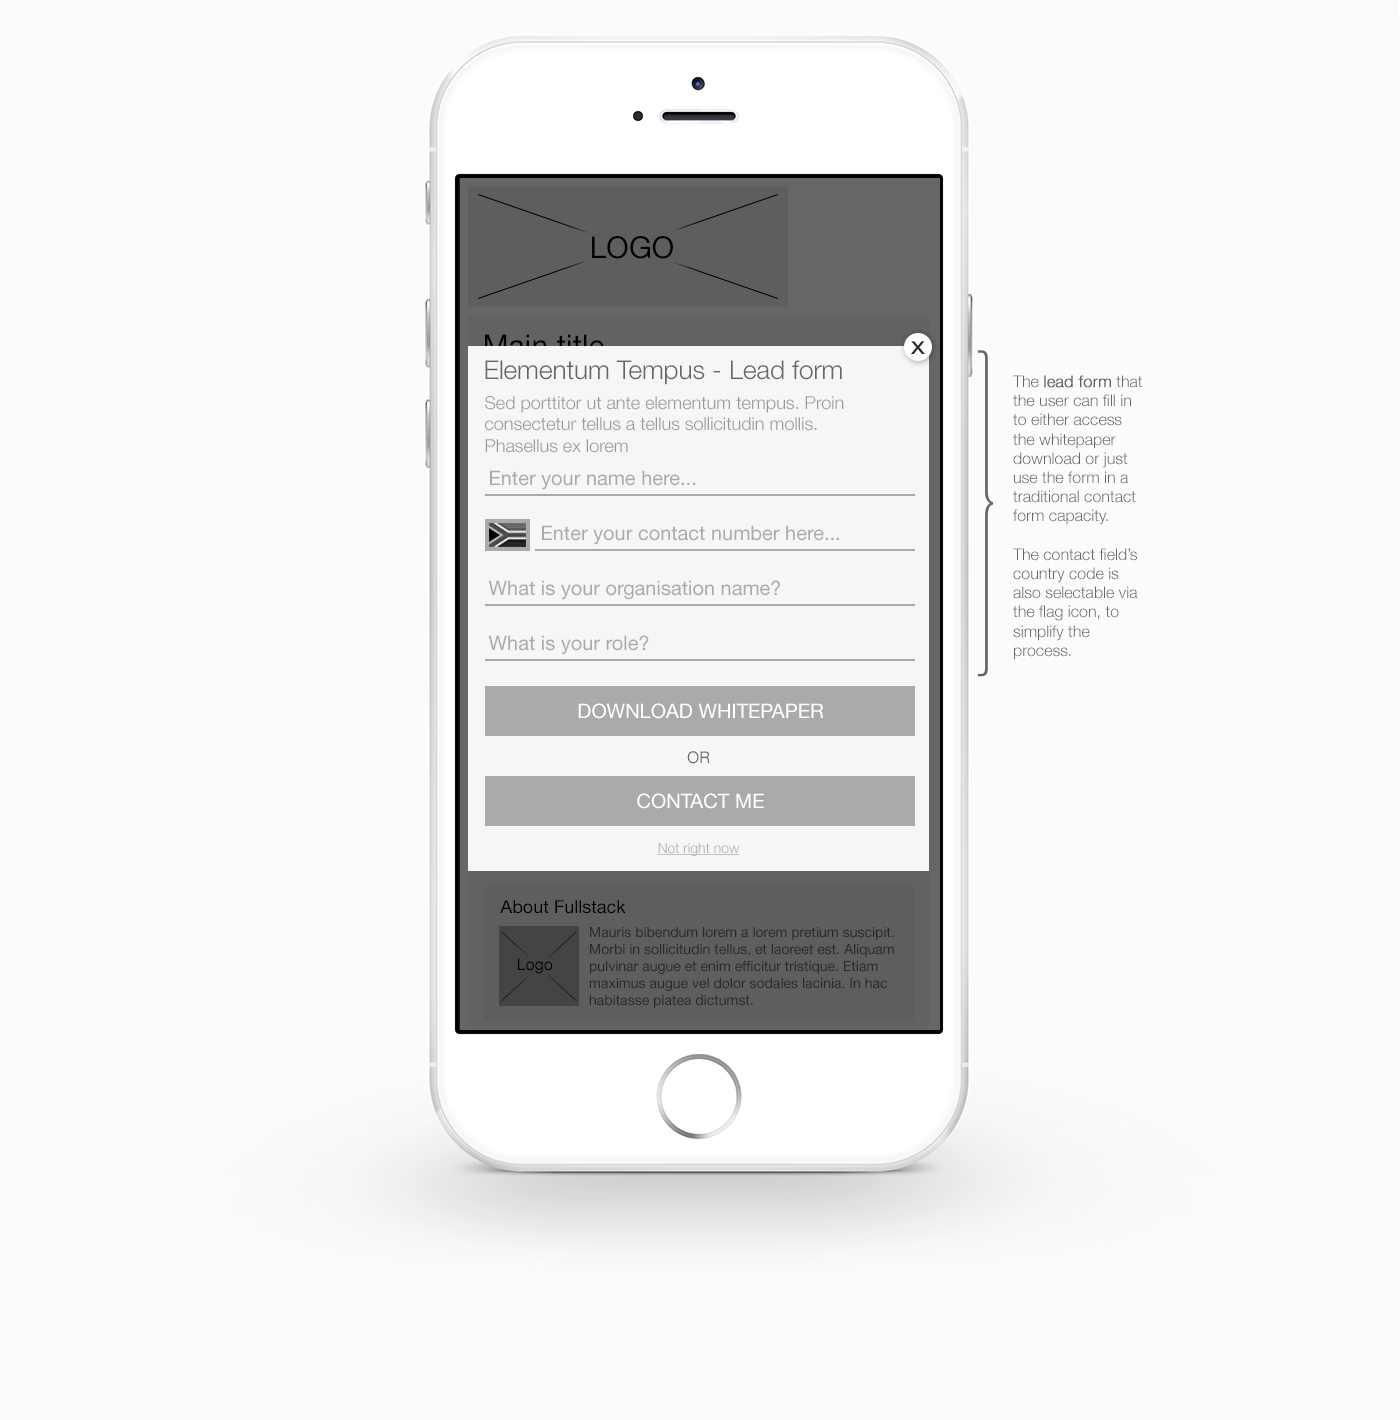 LOGO
Main title
X
Elementum Tempus - Lead form
Sed porttitor ut ante elementum tempus. Proin
consectetur tellus a tellus sollicitudin mollis.
Phasellus ex lorem
Enter your name here...
Enter your contact number here...
What is your organisation name?
What is your role?
DOWNLOAD WHITEPAPER
OR
CONTACT ME
Not right now
About Fullstack
Logo
Mauris bibendum lorem a lorem pretium suscipit.
Morbi in sollicitudin tellus, et laoreet est. Aliquam
pulvinar augue et enim efficitur tristique. Etiam
maximus augue vel dolor sodales lacinia. In hac
habitasse platea dictumst.
The lead form that
the user can fill in
to either access
the whitepaper
download or just
use the form in a
traditional contact
form capacity.
The contact field's
country code is
also selectable via
the flag icon, to
simplify the
process.